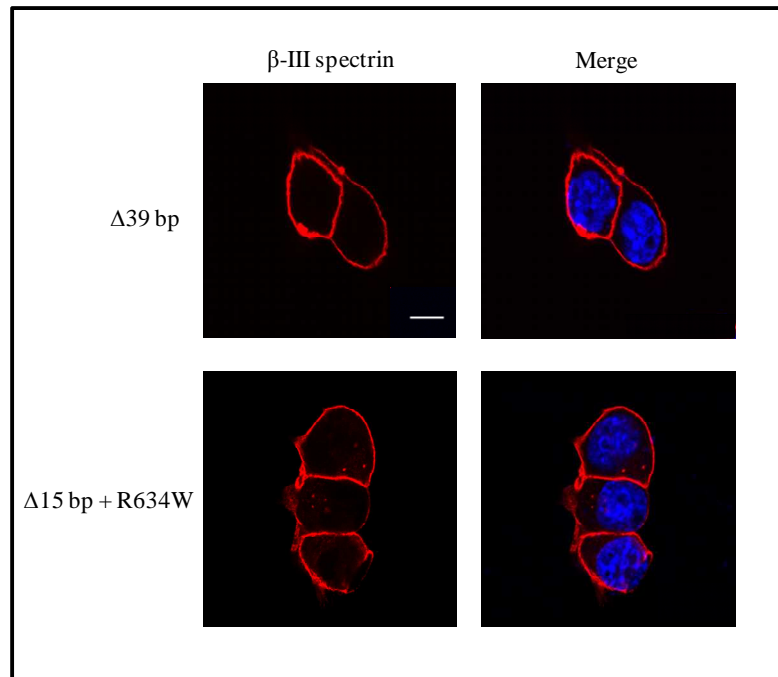 β-III spectrin
Merge
Δ39 bp
Δ15 bp + R634W